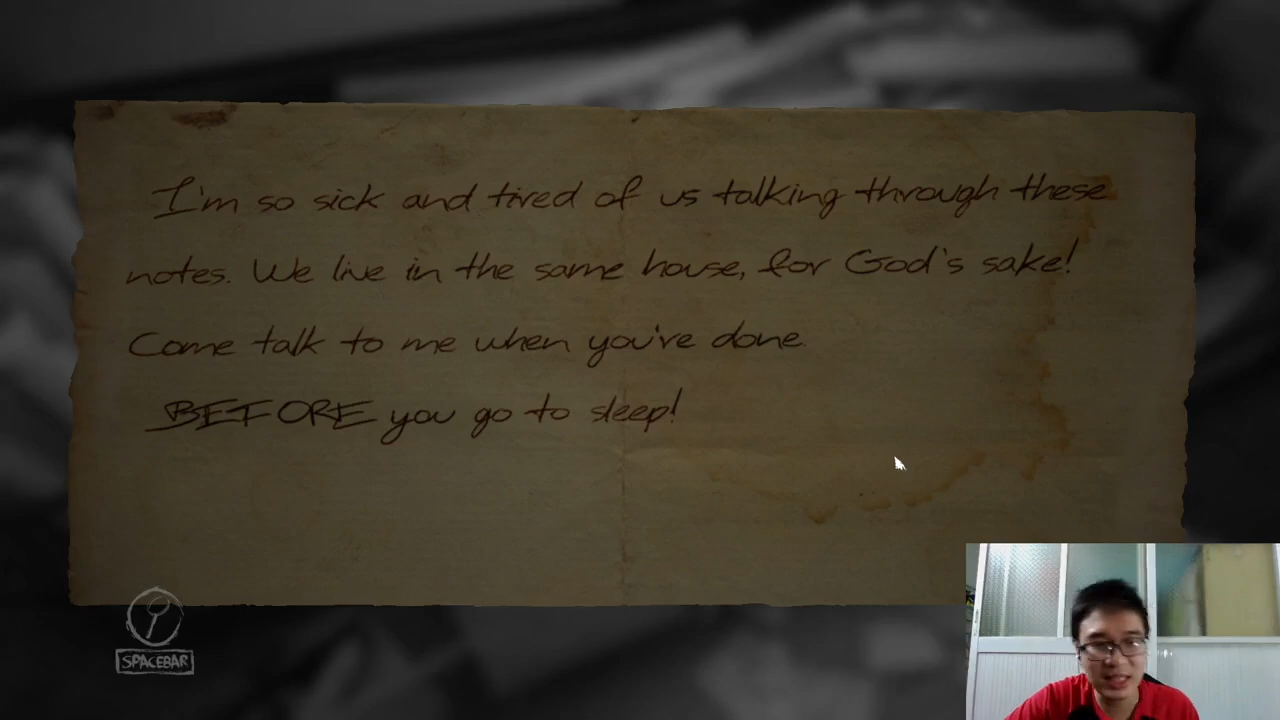 I'm so sick and tired of us talking through these
notes. We live in the same house, for God's sake!
Come talk to me when you're done.
BEFORE you go to sleep!
SPACEBAR